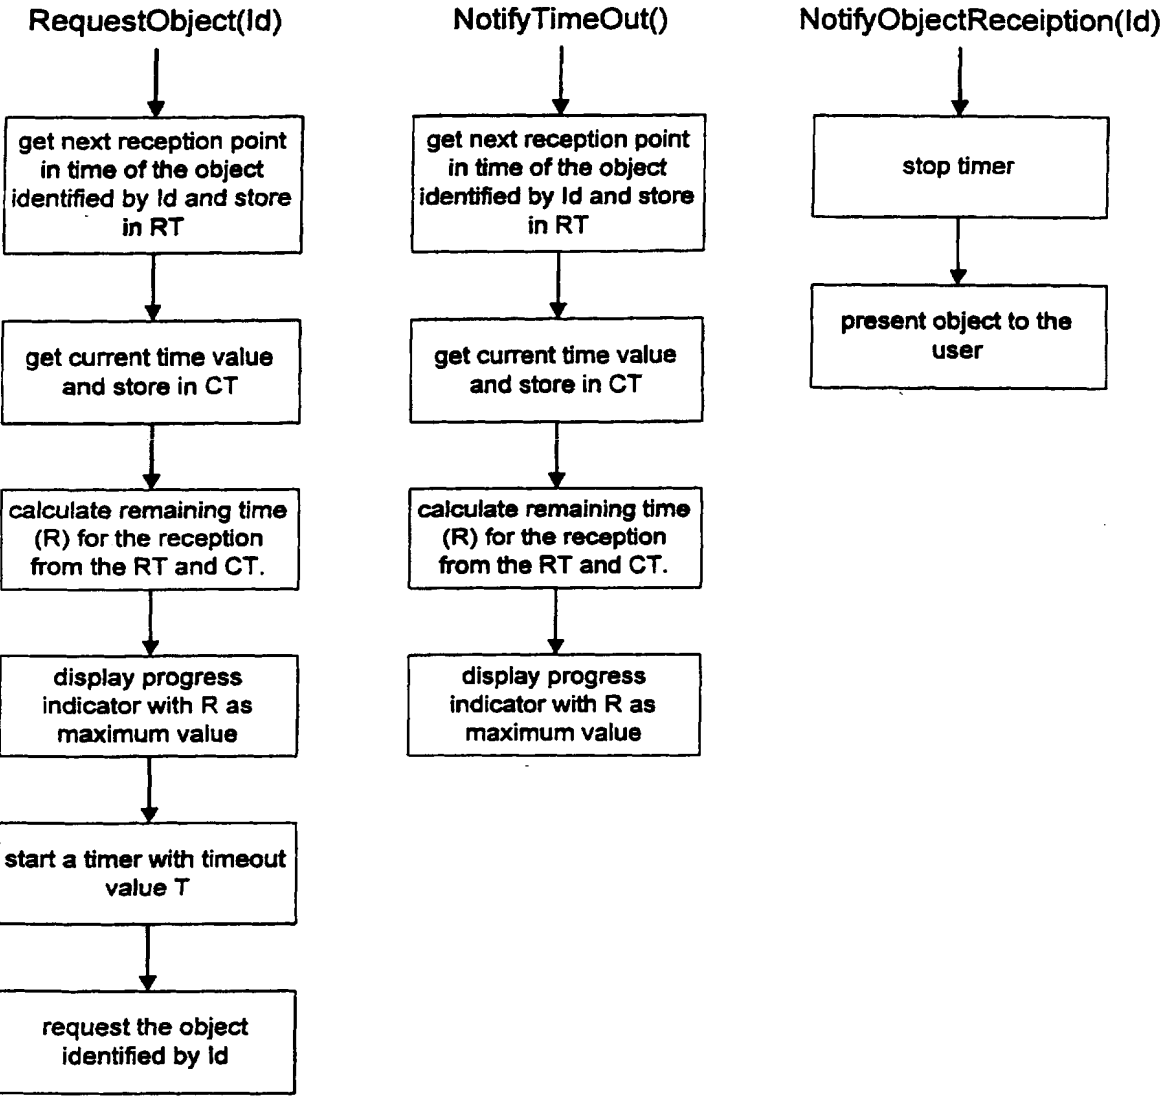 RequestObject(Id)
get next reception point
in time of the object
identified by Id and store
in RT
get current time value
and store in CT
calculate remaining time
(R) for the reception
from the RT and CT.
display progress
indicator with R as
maximum value
start a timer with timeout
value T
request the object
identified by Id
NotifyTimeOut()
get next reception point
in time of the object
identified by Id and store
in RT
get current time value
and store in CT
calculate remaining time
(R) for the reception
from the RT and CT.
display progress
indicator with R as
maximum value
NotifyObjectReceiption(Id)
stop timer
present object to the
user